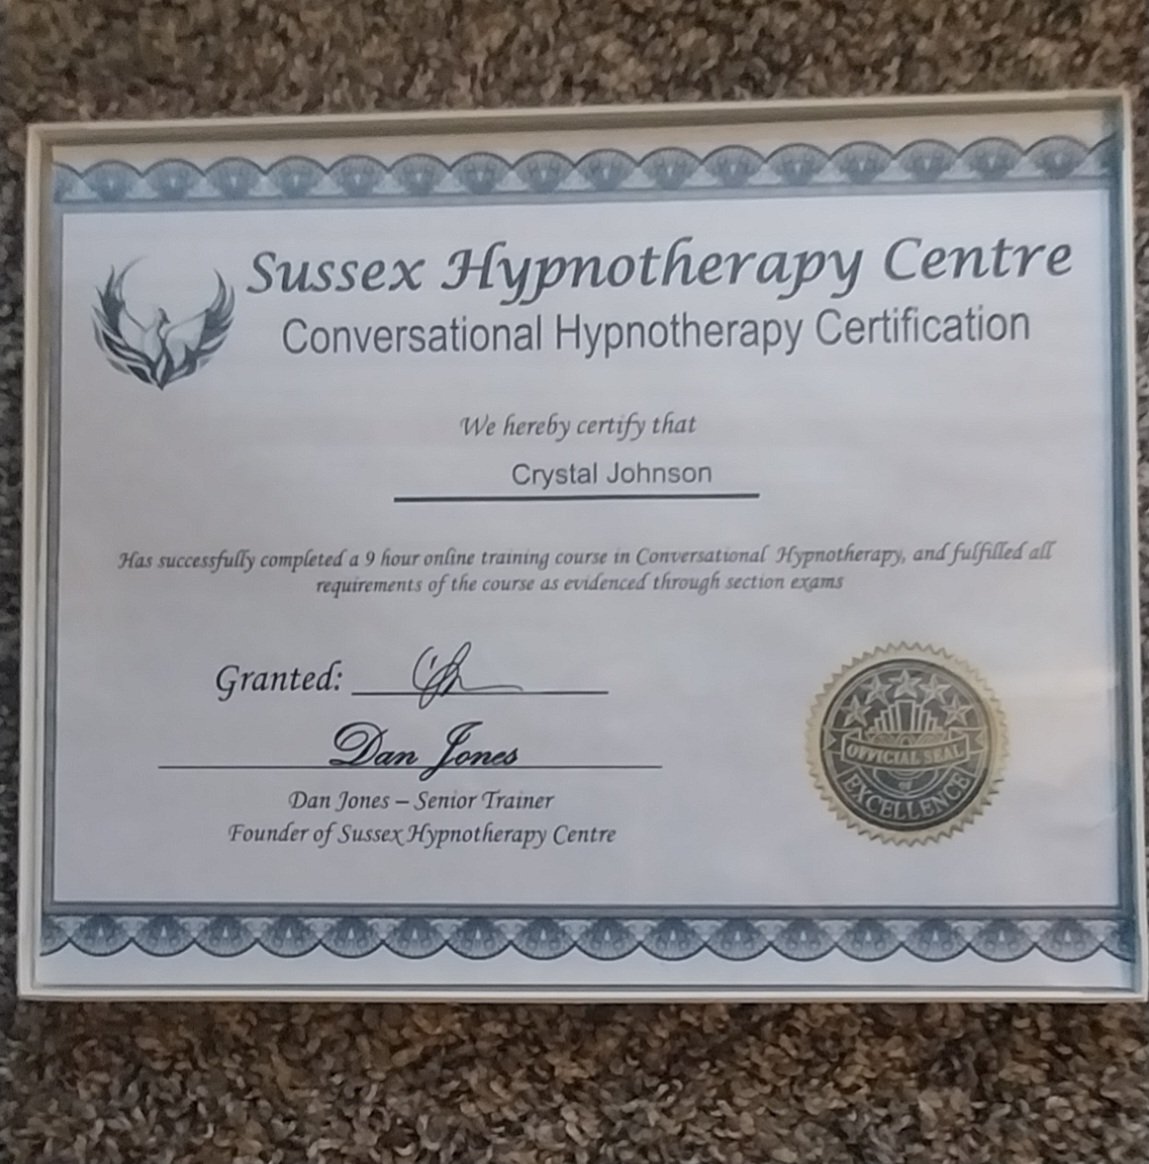 Sussex Hypnotherapy Centre
Conversational Hypnotherapy Certification
We hereby certify that
Crystal Johnson
Has successfully completed a 9 hour online training course in Conversational Hypnotherapy, and fulfilled all
requirements of the course as evidenced through section exams
Granted:
Dan Jones
Dan Jones – Senior Trainer
Founder of Sussex Hypnotherapy Centre
OFFICIAL SEAL
OF
EXCELLENCE